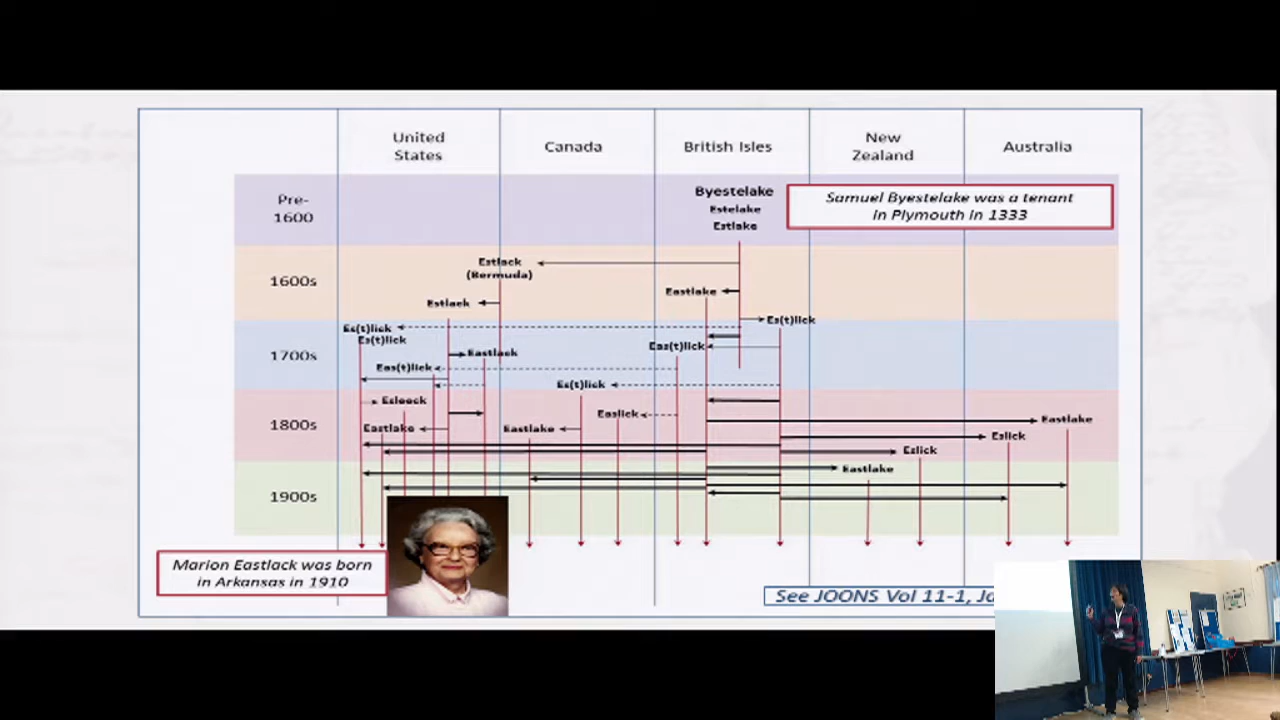 United
States
Canada
British Isles
New
Zealand
Australia
Pre-
1600
Byestelake
Estelake
Estlake
Samuel Byestelake was a tenant
in Plymouth in 1333
1600s
Estlack
(Bermuda)
Eastlake
Estlack
Es(t)lick
1700s
Es(t)lick
Es(t)lick
Eas(t)lick
Eastlack
Eas(t)lick
Es(t)lick
1800s
Esloock
Easlick
Eastlake
Eastlake
Eastlake
Eslick
Eslick
1900s
Eastlake
Marion Eastlack was born
in Arkansas in 1910
See JOONS Vol 11-1,